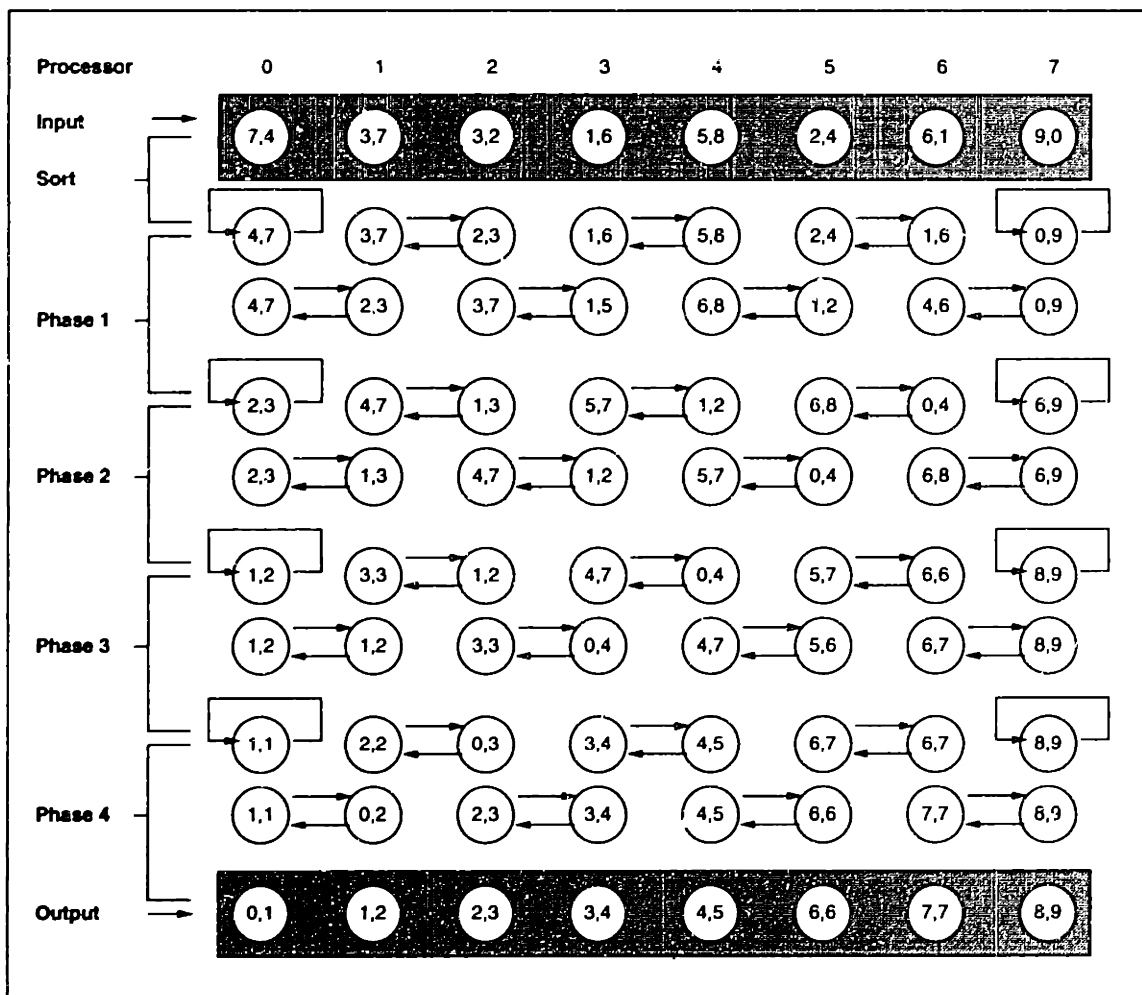 Processor 0 1 2 3 4 5 6 7
Input 7,4 3,7 3,2 1,6 5,8 2,4 6,1 9,0
Sort
4,7 3,7 2,3 1,6 5,8 2,4 1,6 0,9
Phase 1
4,7 2,3 3,7 1,5 6,8 1,2 4,6 0,9
2,3 4,7 1,3 5,7 1,2 6,8 0,4 6,9
Phase 2
2,3 1,3 4,7 1,2 5,7 0,4 6,8 6,9
1,2 3,3 1,2 4,7 0,4 5,7 6,6 8,9
Phase 3
1,2 1,2 3,3 0,4 4,7 5,6 6,7 8,9
1,1 2,2 0,3 3,4 4,5 6,7 6,7 8,9
Phase 4
1,1 0,2 2,3 3,4 4,5 6,6 7,7 8,9
Output 0,1 1,2 2,3 3,4 4,5 6,6 7,7 8,9